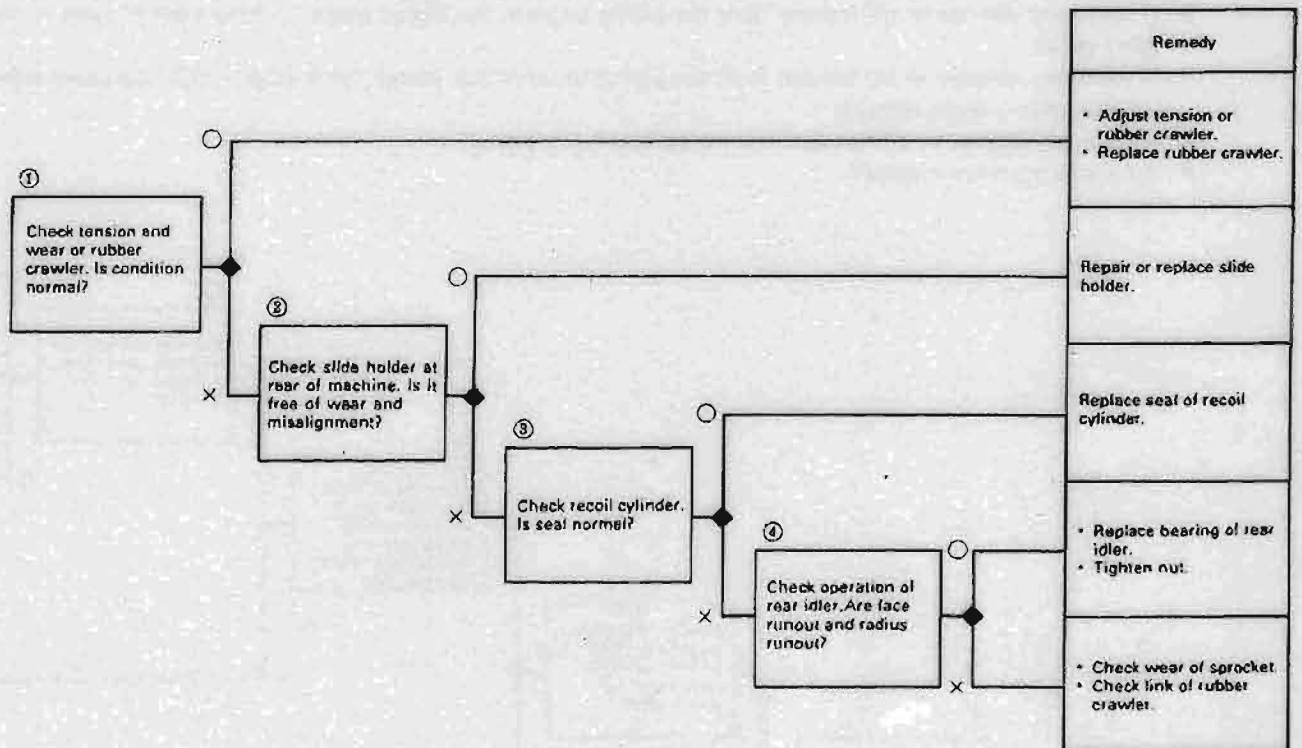 Remedy
• Adjust tension or
rubber crawler.
• Replace rubber crawler.
○
①
Check tension and
wear or rubber
crawler. Is condition
normal?
○
Repair or replace slide
holder.
②
Check slide holder at
rear of machine. Is it
free of wear and
misalignment?
×
○
Replace seal of recoil
cylinder.
③
Check recoil cylinder.
Is seal normal?
×
④
○
• Replace bearing of rear
idler.
• Tighten nut.
Check operation of
rear idler. Are face
runout and radius
runout?
×
×
• Check wear of sprocket.
• Check link of rubber
crawler.